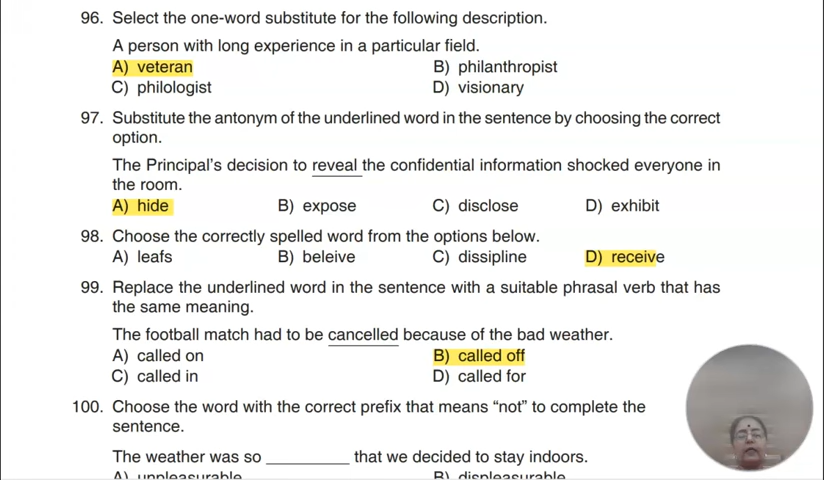 96. Select the one-word substitute for the following description.
A person with long experience in a particular field.
A) veteran B) philanthropist
C) philologist D) visionary
97. Substitute the antonym of the underlined word in the sentence by choosing the correct
option.
The Principal's decision to reveal the confidential information shocked everyone in
the room.
A) hide B) expose C) disclose D) exhibit
98. Choose the correctly spelled word from the options below.
A) leafs B) beleive C) dissipline D) receive
99. Replace the underlined word in the sentence with a suitable phrasal verb that has
the same meaning.
The football match had to be cancelled because of the bad weather.
A) called on B) called off
C) called in D) called for
100. Choose the word with the correct prefix that means “not” to complete the
sentence.
The weather was so _________ that we decided to stay indoors.
A) unpleasurable B) displeasurable